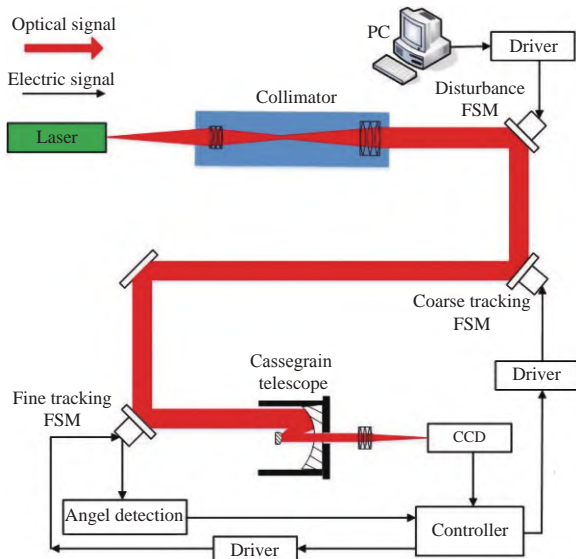 Optical signal
Electric signal
PC
Driver
Disturbance
FSM
Collimator
Laser
Coarse tracking
FSM
Cassegrain
telescope
Fine tracking
FSM
Driver
CCD
Angel detection
Controller
Driver